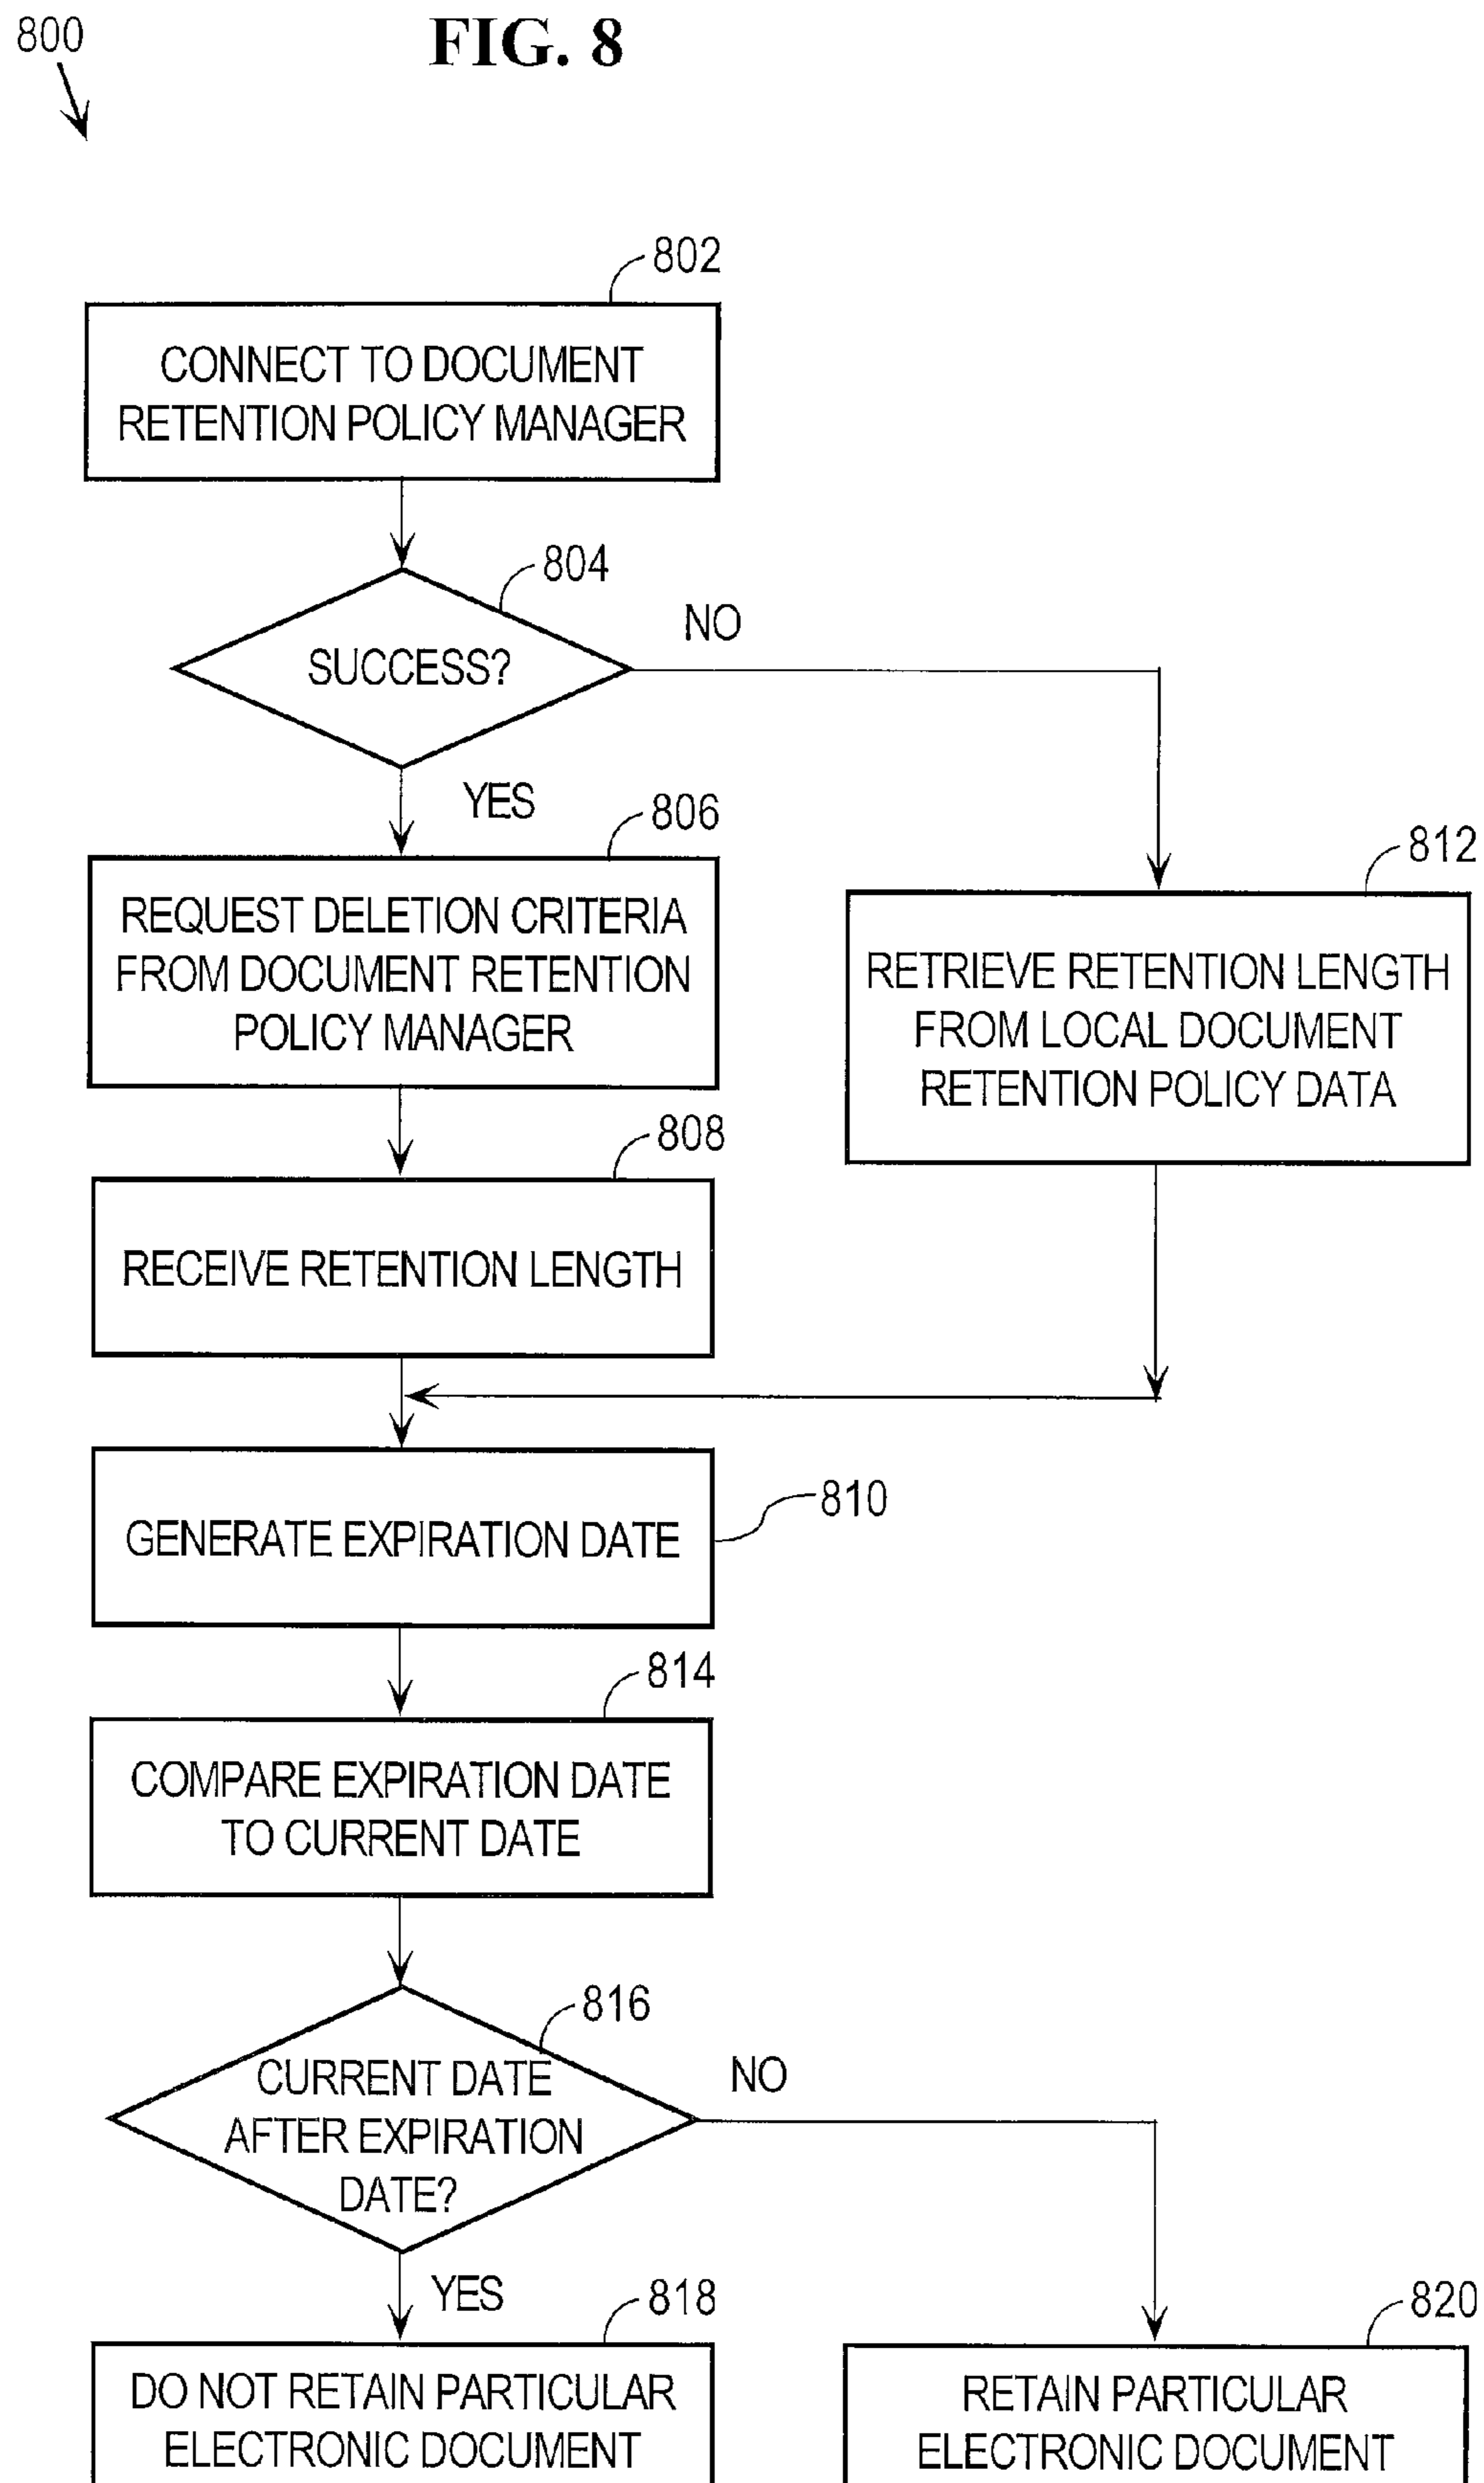 800
FIG. 8
802
CONNECT TO DOCUMENT
RETENTION POLICY MANAGER
804
SUCCESS?
NO
YES
806
REQUEST DELETION CRITERIA
FROM DOCUMENT RETENTION
POLICY MANAGER
812
RETRIEVE RETENTION LENGTH
FROM LOCAL DOCUMENT
RETENTION POLICY DATA
808
RECEIVE RETENTION LENGTH
810
GENERATE EXPIRATION DATE
814
COMPARE EXPIRATION DATE
TO CURRENT DATE
816
CURRENT DATE
AFTER EXPIRATION
DATE?
NO
YES
818
DO NOT RETAIN PARTICULAR
ELECTRONIC DOCUMENT
820
RETAIN PARTICULAR
ELECTRONIC DOCUMENT